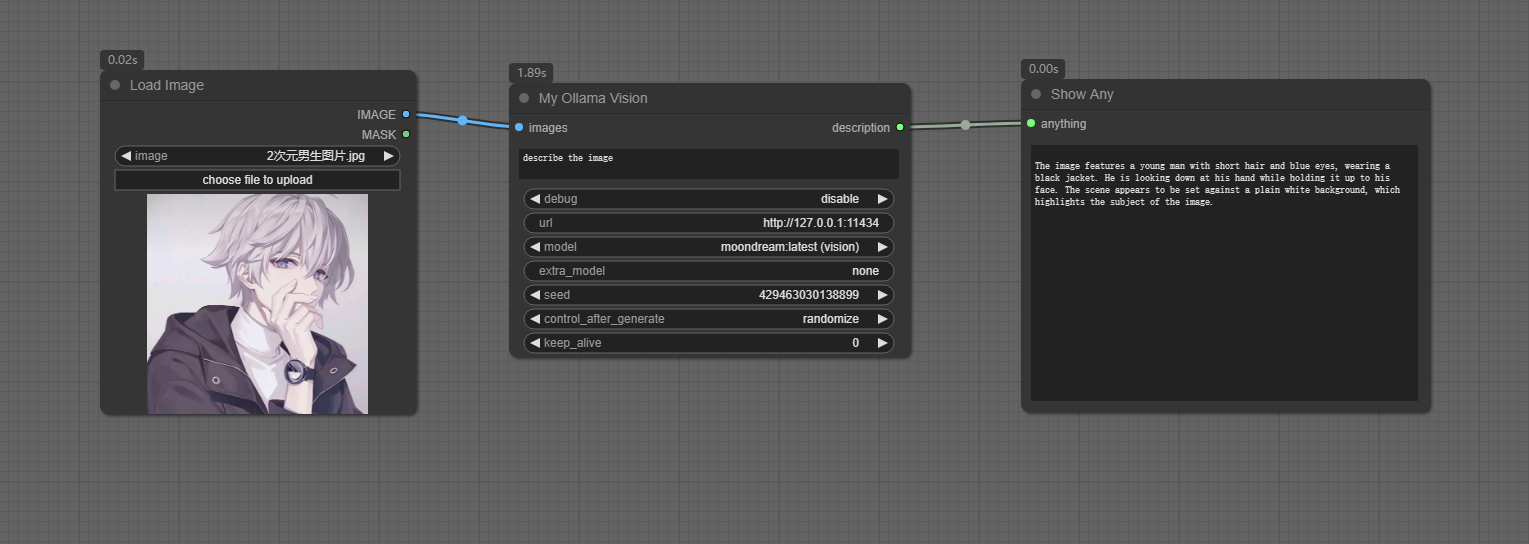 0.02s
Load Image
IMAGE
MASK
image 2次元男生图片.jpg
choose file to upload
1.89s
My Ollama Vision
images description
describe the image
debug disable
url http://127.0.0.1:11434
model moondream:latest (vision)
extra_model none
seed 429463030138899
control_after_generate randomize
keep_alive 0
0.00s
Show Any
anything
The image features a young man with short hair and blue eyes, wearing a
black jacket. He is looking down at his hand while holding it up to his
face. The scene appears to be set against a plain white background, which
highlights the subject of the image.